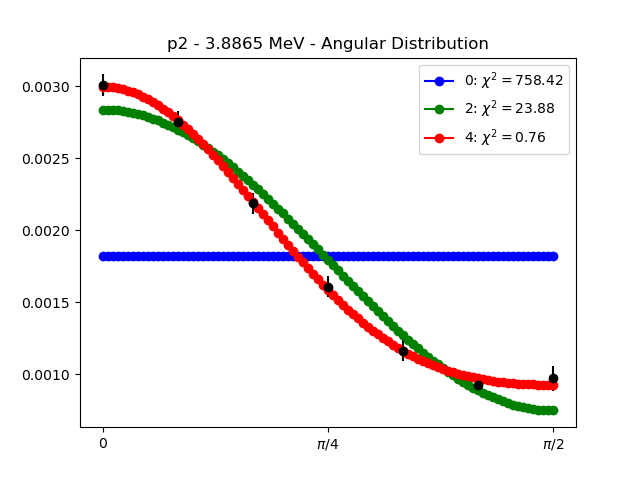 p2 - 3.8865 MeV - Angular Distribution
0: χ² = 758.42
2: χ² = 23.88
4: χ² = 0.76
0.0030
0.0025
0.0020
0.0015
0.0010
0
π/4
π/2